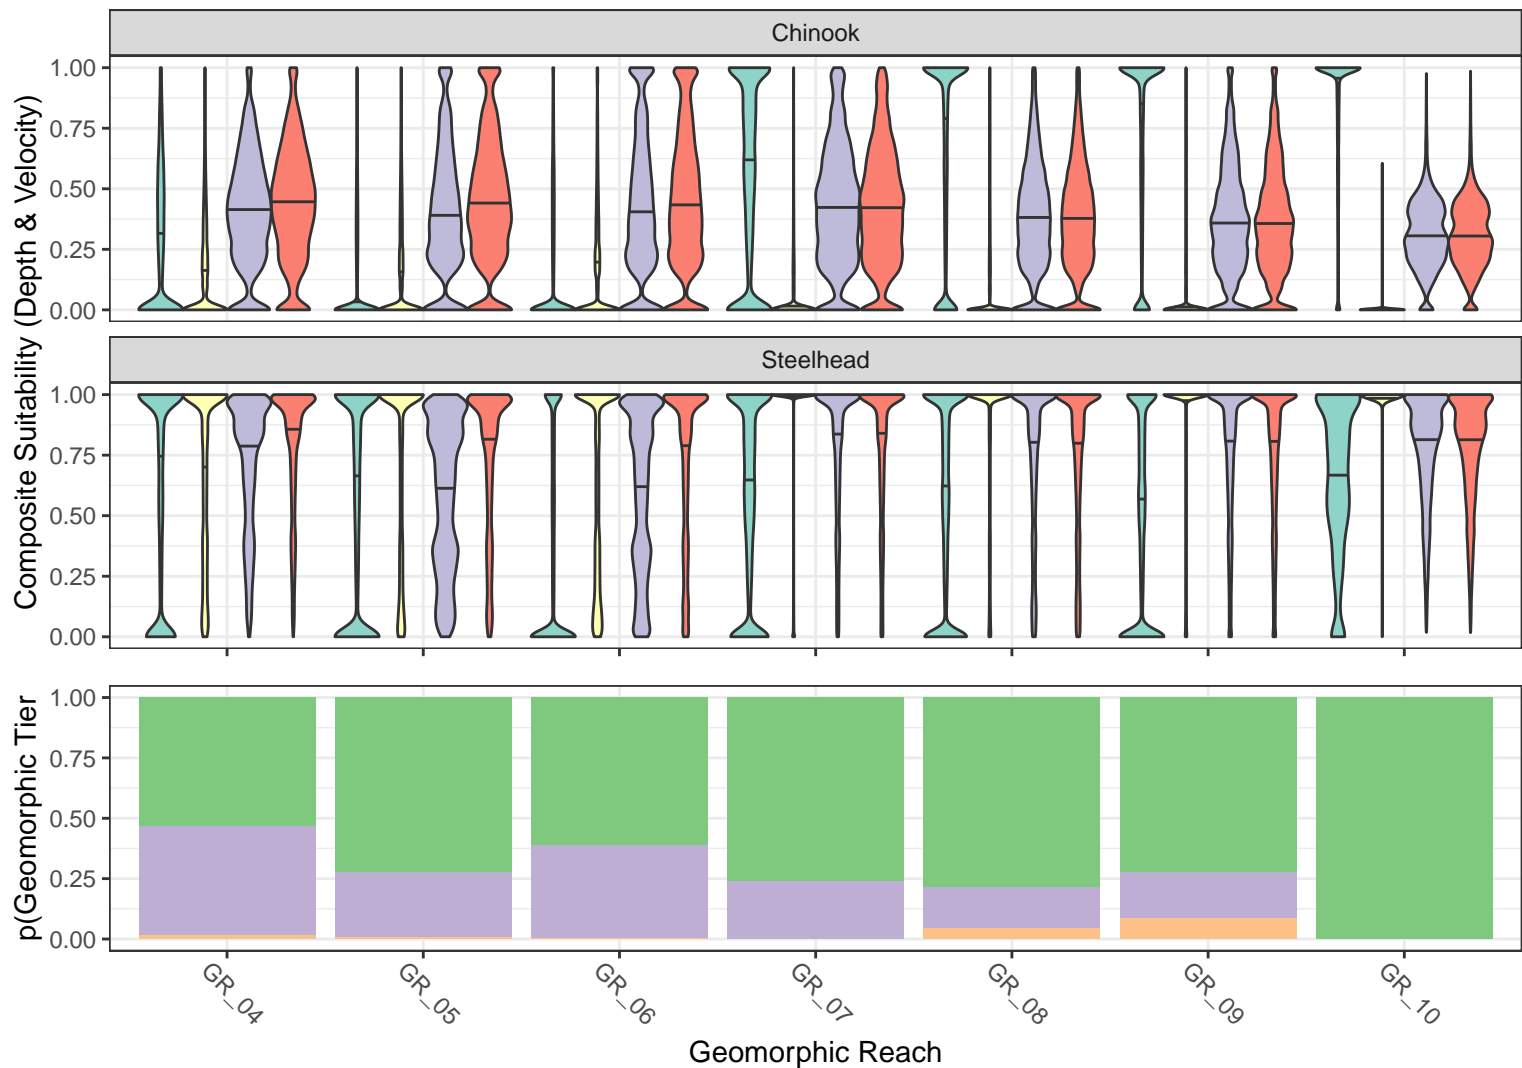 Chinook
1.00
0.75
0.50
0.25
0.00
Composite Suitability (Depth & Velocity)
Steelhead
1.00
0.75
0.50
0.25
0.00
p(Geomorphic Tier
1.00
0.75
0.50
0.25
0.00
GR_04
GR_05
GR_06
GR_07
GR_08
GR_09
GR_10
Geomorphic Reach